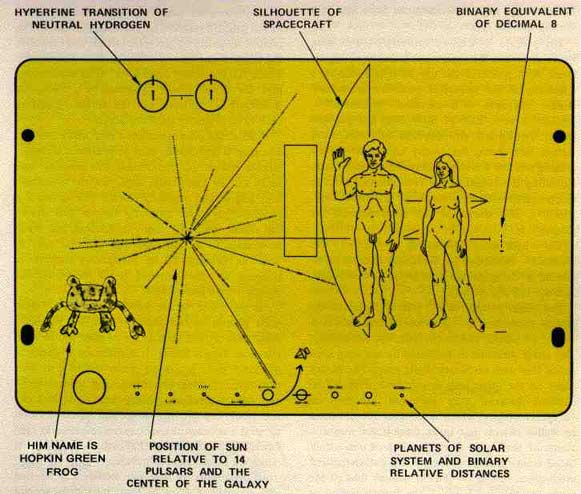 HYPERFINE TRANSITION OF
NEUTRAL HYDROGEN
SILHOUETTE OF
SPACECRAFT
BINARY EQUIVALENT
OF DECIMAL 8
HIM NAME IS
HOPKIN GREEN
FROG
POSITION OF SUN
RELATIVE TO 14
PULSARS AND THE
CENTER OF THE GALAXY
PLANETS OF SOLAR
SYSTEM AND BINARY
RELATIVE DISTANCES